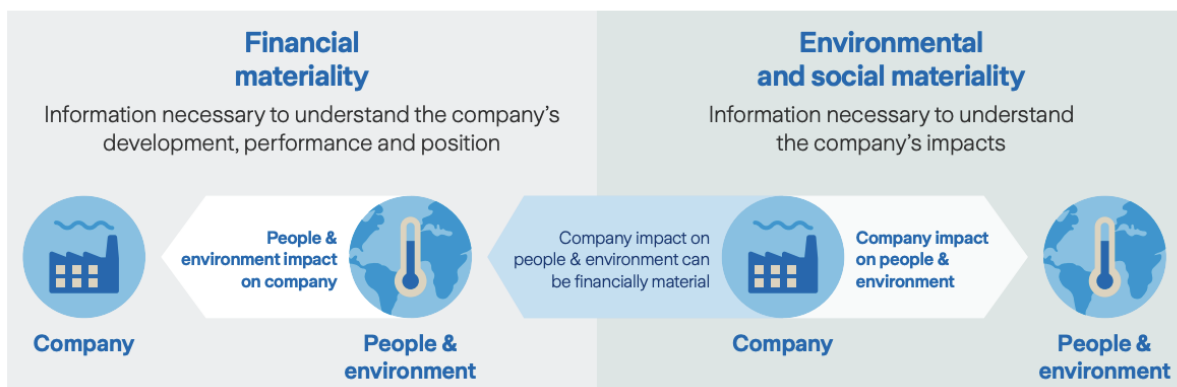 Financial
materiality
Information necessary to understand the company’s
development, performance and position
Environmental
and social materiality
Information necessary to understand
the company’s impacts
People &
environment impact
on company
Company impact on
people & environment can
be financially material
Company impact
on people &
environment
Company
People &
environment
Company
People &
environment